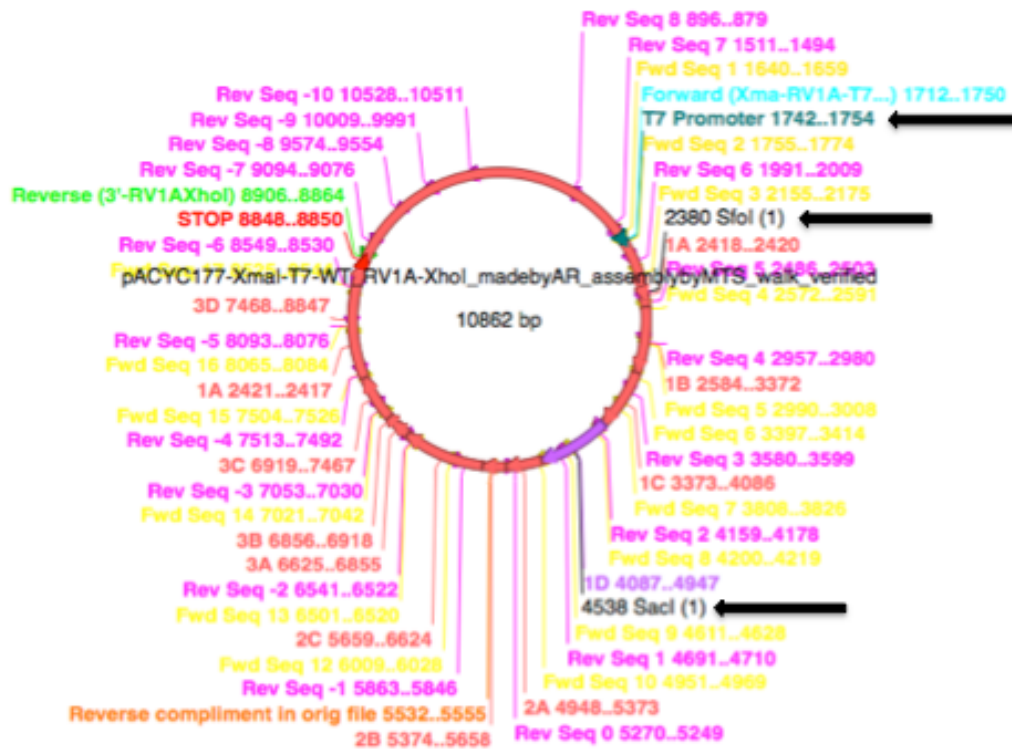 Rev Seq 8 896..879
Rev Seq 7 1511..1494
Fwd Seq 1 1640..1659
Forward (Xma-RV1A-T7...) 1712..1750
T7 Promoter 1742..1754
Fwd Seq 2 1755..1774
Rev Seq 6 1991..2009
Fwd Seq 3 2155..2175
2380 SfoI (1)
1A 2418..2420
Rev Seq 5 2486..2503
Fwd Seq 4 2572..2591
Rev Seq 4 2957..2980
1B 2584..3372
Fwd Seq 5 2990..3008
Fwd Seq 6 3397..3414
Rev Seq 3 3580..3599
1C 3373..4086
Fwd Seq 7 3808..3826
Rev Seq 2 4159..4178
Fwd Seq 8 4200..4219
1D 4087..4947
4538 SacI (1)
Fwd Seq 9 4611..4628
Rev Seq 1 4691..4710
Fwd Seq 10 4951..4969
2A 4948..5373
Rev Seq 0 5270..5249
Rev Seq -10 10528..10511
Rev Seq -9 10009..9991
Rev Seq -8 9574..9554
Rev Seq -7 9094..9076
Reverse (3'-RV1AXhoI) 8906..8864
STOP 8848..8850
Rev Seq -6 8549..8530
pACYC177-XmaI-T7-WT_RV1A-XhoI_madebyAR_assemblybyMTS_walk_verified
10862 bp
3D 7468..8847
Rev Seq -5 8093..8076
Fwd Seq 16 8065..8084
1A 2421..2417
Fwd Seq 15 7504..7526
Rev Seq -4 7513..7492
3C 6919..7467
Rev Seq -3 7053..7030
Fwd Seq 14 7021..7042
3B 6856..6918
3A 6625..6855
Rev Seq -2 6541..6522
Fwd Seq 13 6501..6520
2C 5659..6624
Fwd Seq 12 6009..6028
Rev Seq -1 5863..5846
Reverse compliment in orig file 5532..5555
2B 5374..5658